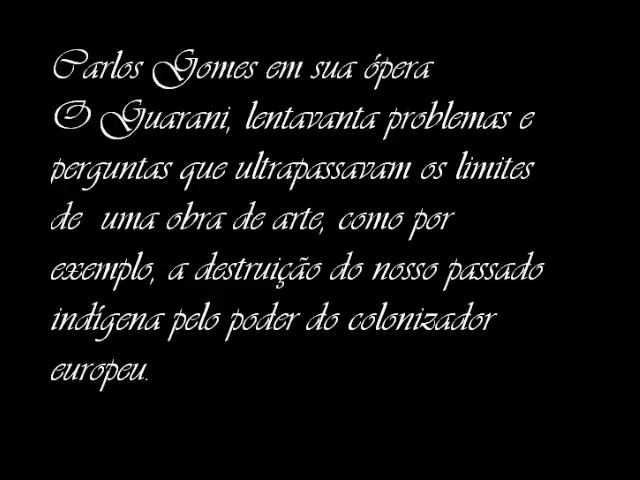 Carlos Gomes em sua ópera
O Guarani, lentavanta problemas e
perguntas que ultrapassavam os limites
de uma obra de arte, como por
exemplo, a destruição do nosso passado
indígena pelo poder do colonizador
europeu.